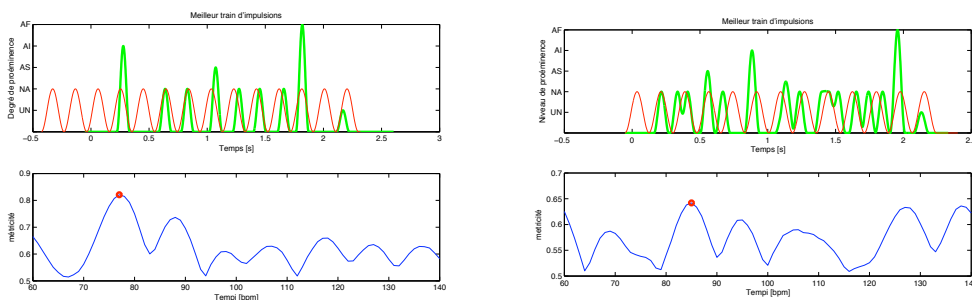 Meilleur train d'impulsions
Degré de proéminence
AF
AI
AS
NA
UN
−0.5 0 0.5 1 1.5 2 2.5 3
Temps [s]
métricité
0.9
0.8
0.7
0.6
0.5
60 70 80 90 100 110 120 130 140
Tempi [bpm]
Meilleur train d'impulsions
Niveau de proéminence
AF
AI
AS
NA
UN
−0.5 0 0.5 1 1.5 2 2.
Temps [s]
metricité
0.7
0.65
0.6
0.55
0.5
60 70 80 90 100 110 120 130 140
Tempi [bpm]